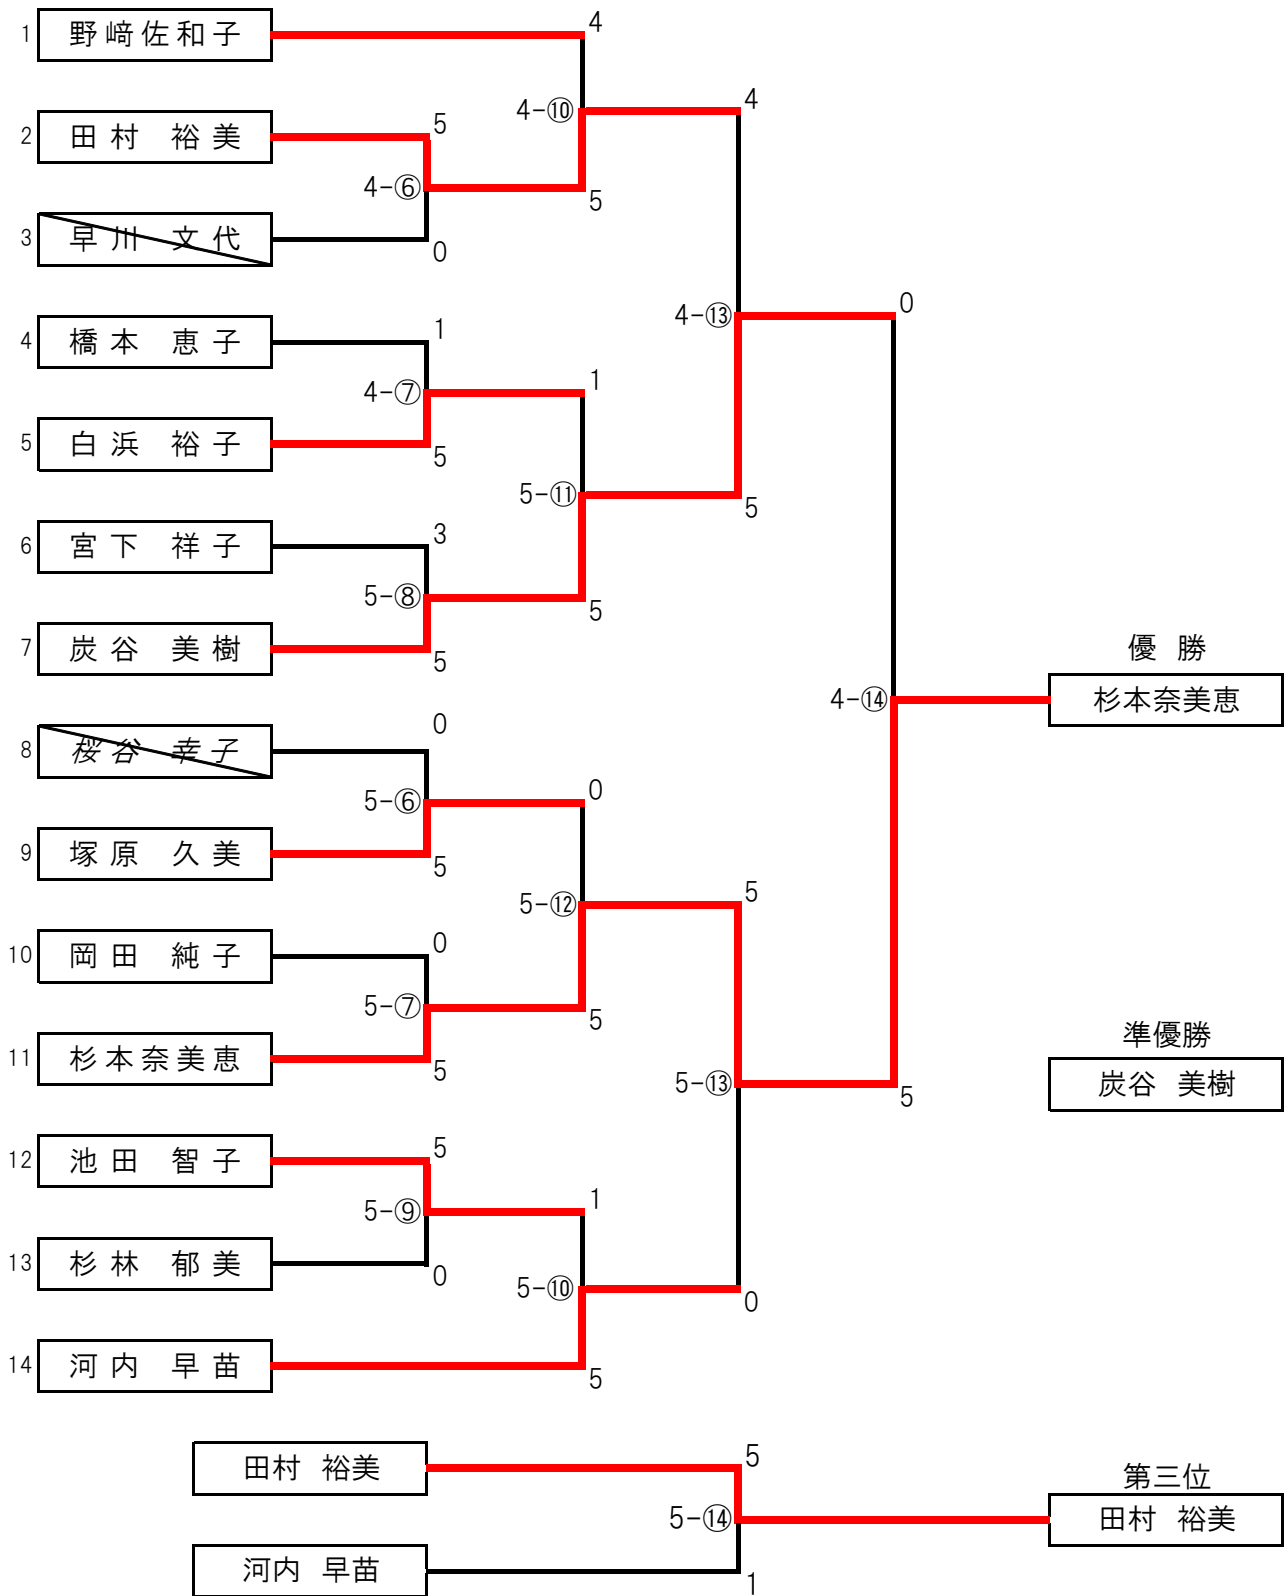 4
1 野﨑佐和子
4-⑩ 4
2 田村 裕美 5
4-⑥
5
3 早川 文代
0
4-⑬ 0
4 橋本 恵子 1
4-⑦ 1
5 白浜 裕子 5
5-⑪ 5
6 宮下 祥子 3
5-⑧ 5
7 炭谷 美樹 5
優 勝
4-⑭ 杉本奈美恵
0
8 桜谷 幸子
5-⑥ 0
9 塚原 久美 5
5-⑫ 5
10 岡田 純子 0
5-⑦ 5
準優勝
11 杉本奈美恵 5
5-⑬ 5 炭谷 美樹
12 池田 智子 5
5-⑨ 1
13 杉林 郁美 0
5-⑩ 0
14 河内 早苗 5
田村 裕美 5
第三位
5-⑭ 田村 裕美
河内 早苗 1